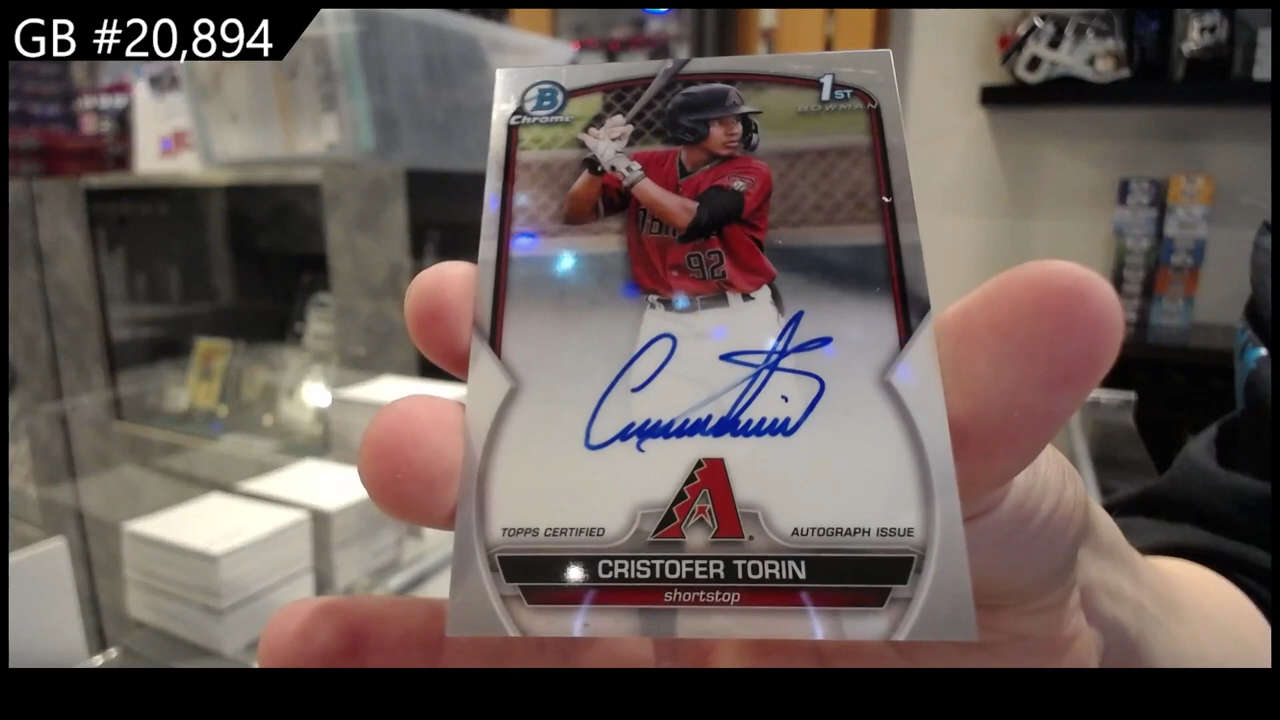 GB #20,894
B
Chrome
1ST
BOWMAN
92
TOPPS CERTIFIED
AUTOGRAPH ISSUE
CRISTOFER TORIN
shortstop